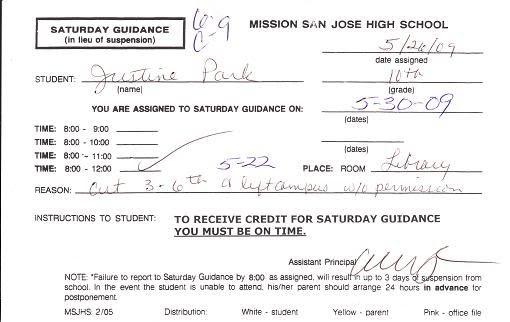 SATURDAY GUIDANCE
(in lieu of suspension)
MISSION SAN JOSE HIGH SCHOOL
5/26/09
date assigned
STUDENT: Justine Park 10th
(name) (grade)
YOU ARE ASSIGNED TO SATURDAY GUIDANCE ON: 5-30-09
(dates)
TIME: 8:00 - 9:00
TIME: 8:00 - 10:00
(dates)
TIME: 8:00 - 11:00
TIME: 8:00 - 12:00 5-22 PLACE: ROOM Library
REASON: Cut 3-6th & left campus w/o permission
INSTRUCTIONS TO STUDENT: TO RECEIVE CREDIT FOR SATURDAY GUIDANCE
YOU MUST BE ON TIME.
Assistant Principal
NOTE: *Failure to report to Saturday Guidance by 8:00 as assigned, will result in up to 3 days of suspension from
school. In the event the student is unable to attend, his/her parent should arrange 24 hours in advance for
postponement.
MSJHS: 2/05 Distribution: White - student Yellow - parent Pink - office file